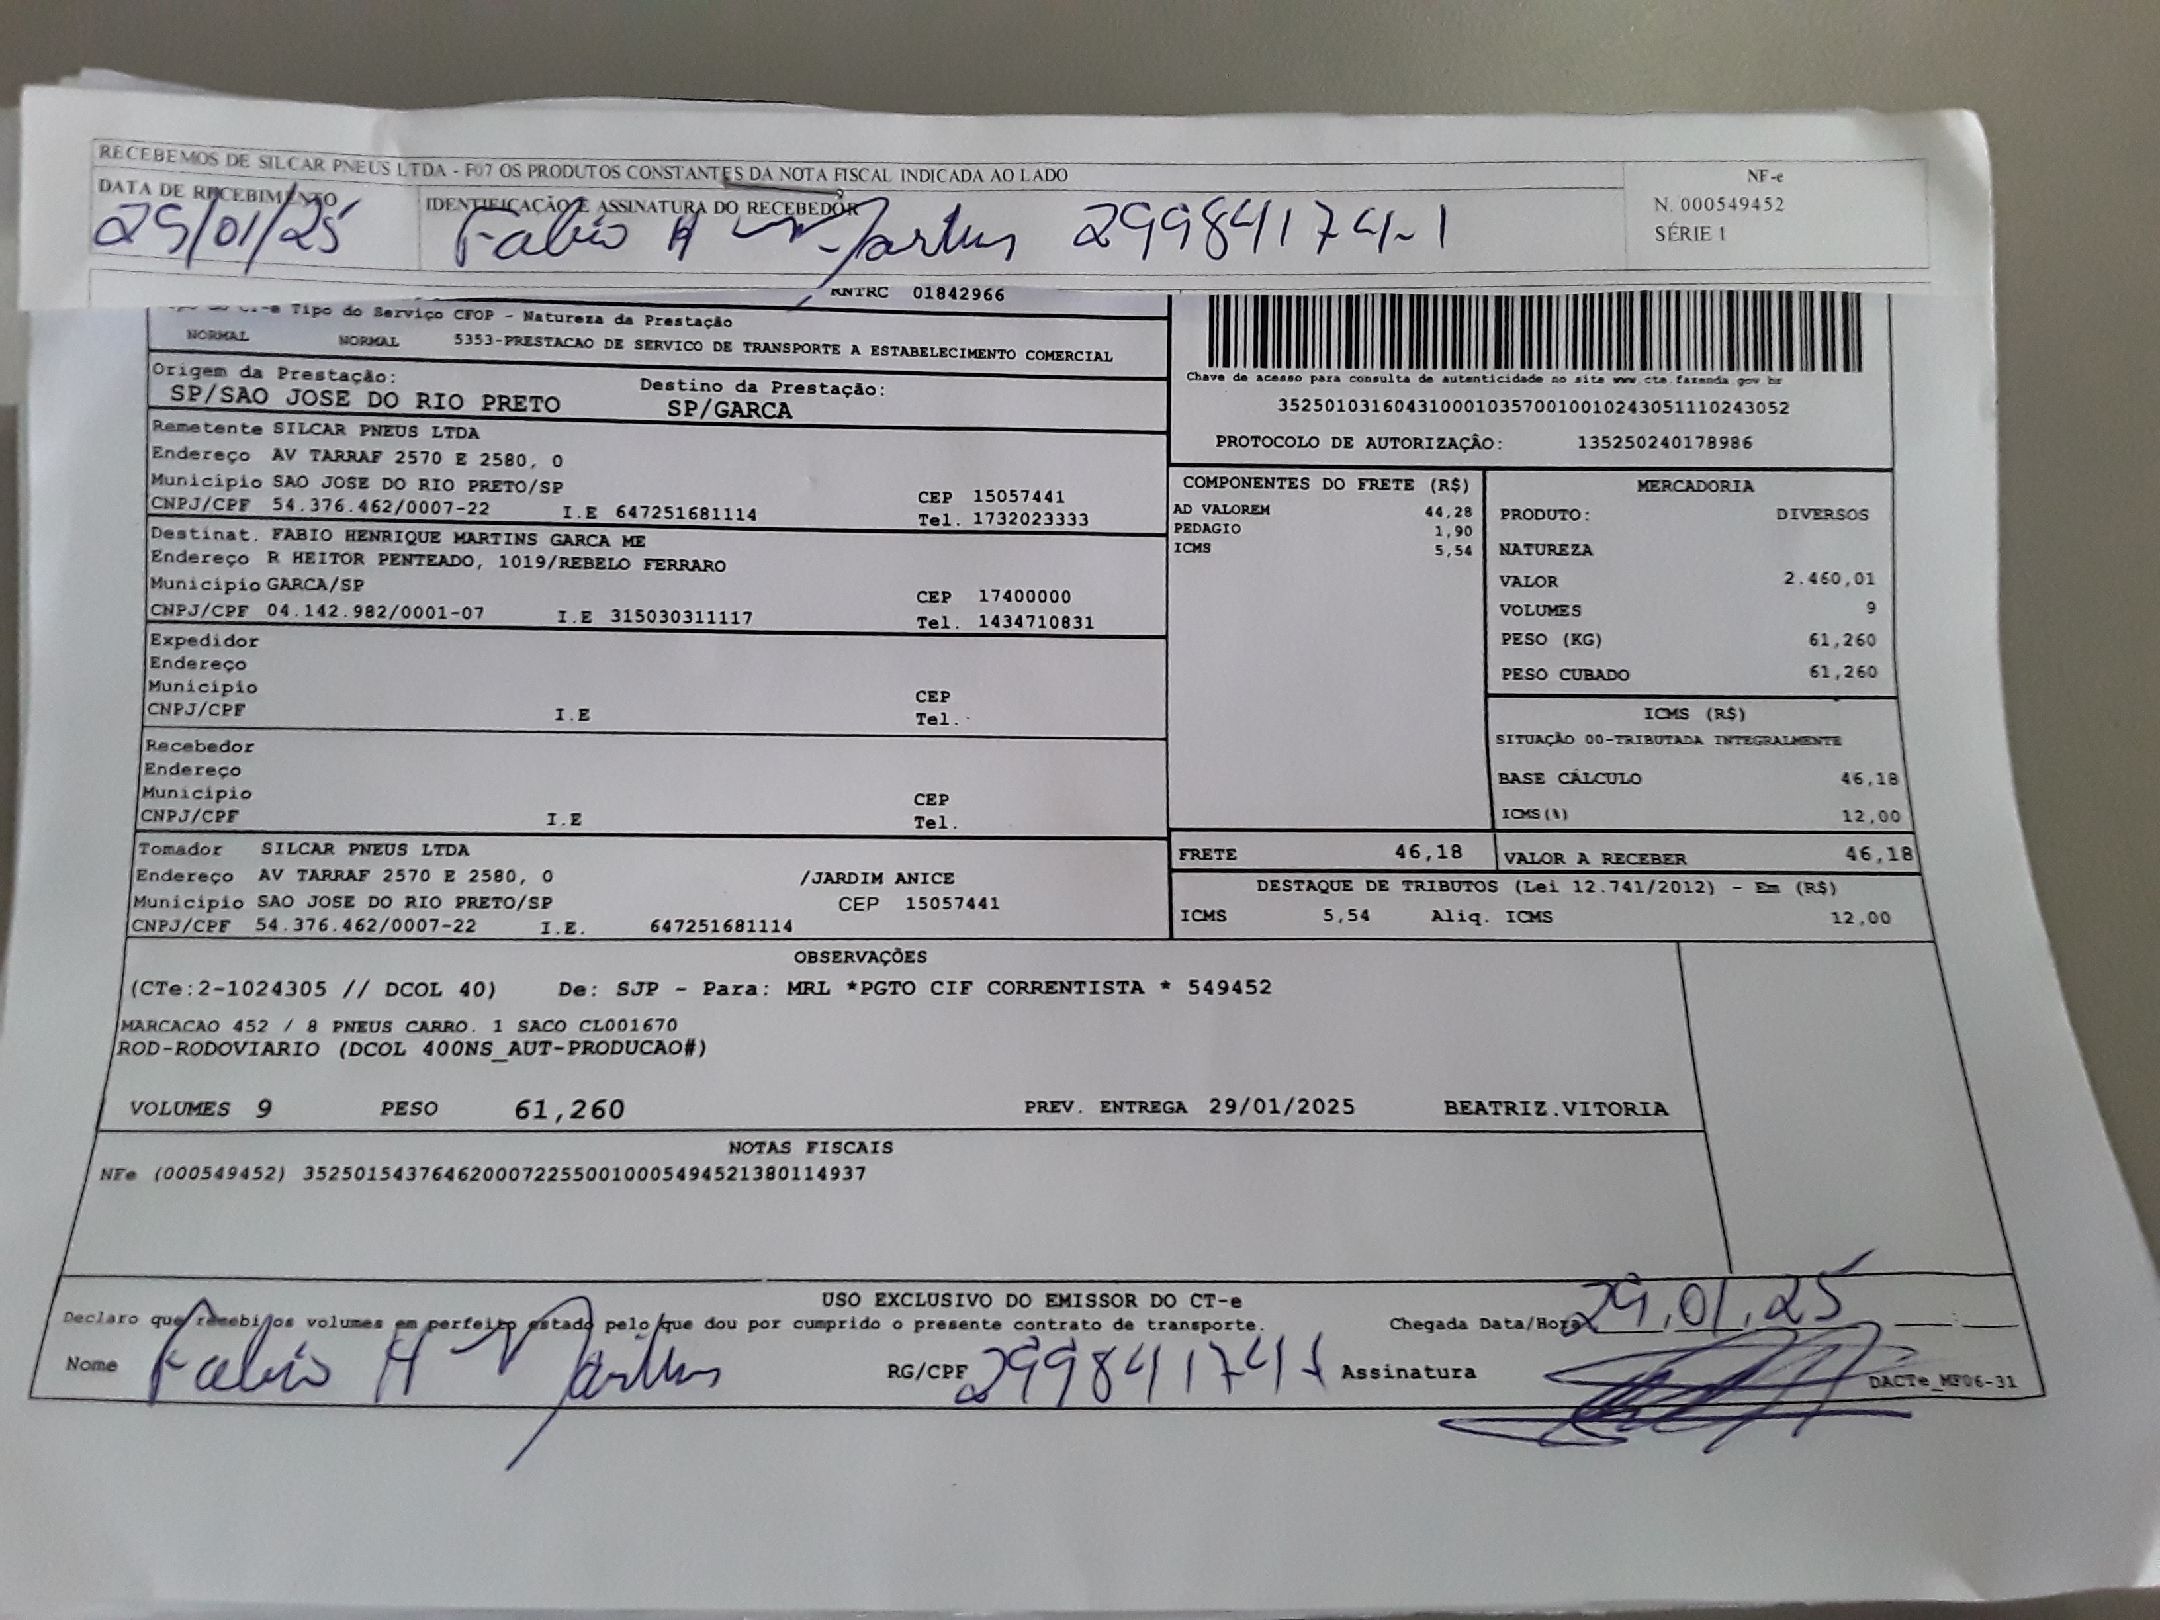 RECEBEMOS DE SILCAR PNEUS LTDA - F07 OS PRODUTOS CONSTANTES DA NOTA FISCAL INDICADA AO LADO
DATA DE RECEBIMENTO
29/01/25
IDENTIFICAÇÃO E ASSINATURA DO RECEBEDOR
Fabio H Martins 29984174-1
NF-e
N. 000549452
SÉRIE 1
RNTRC 01842966
Tipo do Serviço CFOP - Natureza da Prestação
NORMAL NORMAL 5353-PRESTACAO DE SERVICO DE TRANSPORTE A ESTABELECIMENTO COMERCIAL
Origem da Prestação: Destino da Prestação:
SP/SAO JOSE DO RIO PRETO SP/GARCA
Remetente SILCAR PNEUS LTDA
Endereço AV TARRAF 2570 E 2580, 0
Municipio SAO JOSE DO RIO PRETO/SP CEP 15057441
CNPJ/CPF 54.376.462/0007-22 I.E 647251681114 Tel. 1732023333
Destinat. FABIO HENRIQUE MARTINS GARCA ME
Endereço R HEITOR PENTEADO, 1019/REBELO FERRARO
Municipio GARCA/SP CEP 17400000
CNPJ/CPF 04.142.982/0001-07 I.E 315030311117 Tel. 1434710831
Expedidor
Endereço
Municipio CEP
CNPJ/CPF I.E Tel.
Recebedor
Endereço
Municipio CEP
CNPJ/CPF I.E Tel.
Tomador SILCAR PNEUS LTDA
Endereço AV TARRAF 2570 E 2580, 0 /JARDIM ANICE
Municipio SAO JOSE DO RIO PRETO/SP CEP 15057441
CNPJ/CPF 54.376.462/0007-22 I.E. 647251681114
Chave de acesso para consulta de autenticidade no site www.cte.fazenda.gov br
35250103160431000103570010010243051110243052
PROTOCOLO DE AUTORIZAÇÃO: 135250240178986
COMPONENTES DO FRETE (R$)
AD VALOREM 44,28
PEDAGIO 1,90
ICMS 5,54
MERCADORIA
PRODUTO: DIVERSOS
NATUREZA
VALOR 2.460,01
VOLUMES 9
PESO (KG) 61,260
PESO CUBADO 61,260
ICMS (R$)
SITUAÇÃO 00-TRIBUTADA INTEGRALMENTE
BASE CÁLCULO 46,18
ICMS(%) 12,00
FRETE 46,18 VALOR A RECEBER 46,18
DESTAQUE DE TRIBUTOS (Lei 12.741/2012) - Em (R$)
ICMS 5,54 Aliq. ICMS 12,00
OBSERVAÇÕES
(CTe:2-1024305 // DCOL 40) De: SJP - Para: MRL *PGTO CIF CORRENTISTA * 549452
MARCACAO 452 / 8 PNEUS CARRO. 1 SACO CL001670
ROD-RODOVIARIO (DCOL 400NS_AUT-PRODUCAO#)
VOLUMES 9 PESO 61,260 PREV. ENTREGA 29/01/2025 BEATRIZ.VITORIA
NOTAS FISCAIS
NFe (000549452) 35250154376462000722550010005494521380114937
USO EXCLUSIVO DO EMISSOR DO CT-e
Declaro que recebi os volumes em perfeito estado pelo que dou por cumprido o presente contrato de transporte. Chegada Data/Hora 29.01.25 __:__
Nome Fabio H Martins RG/CPF 29984174 1 Assinatura
DACTe_MF06-31